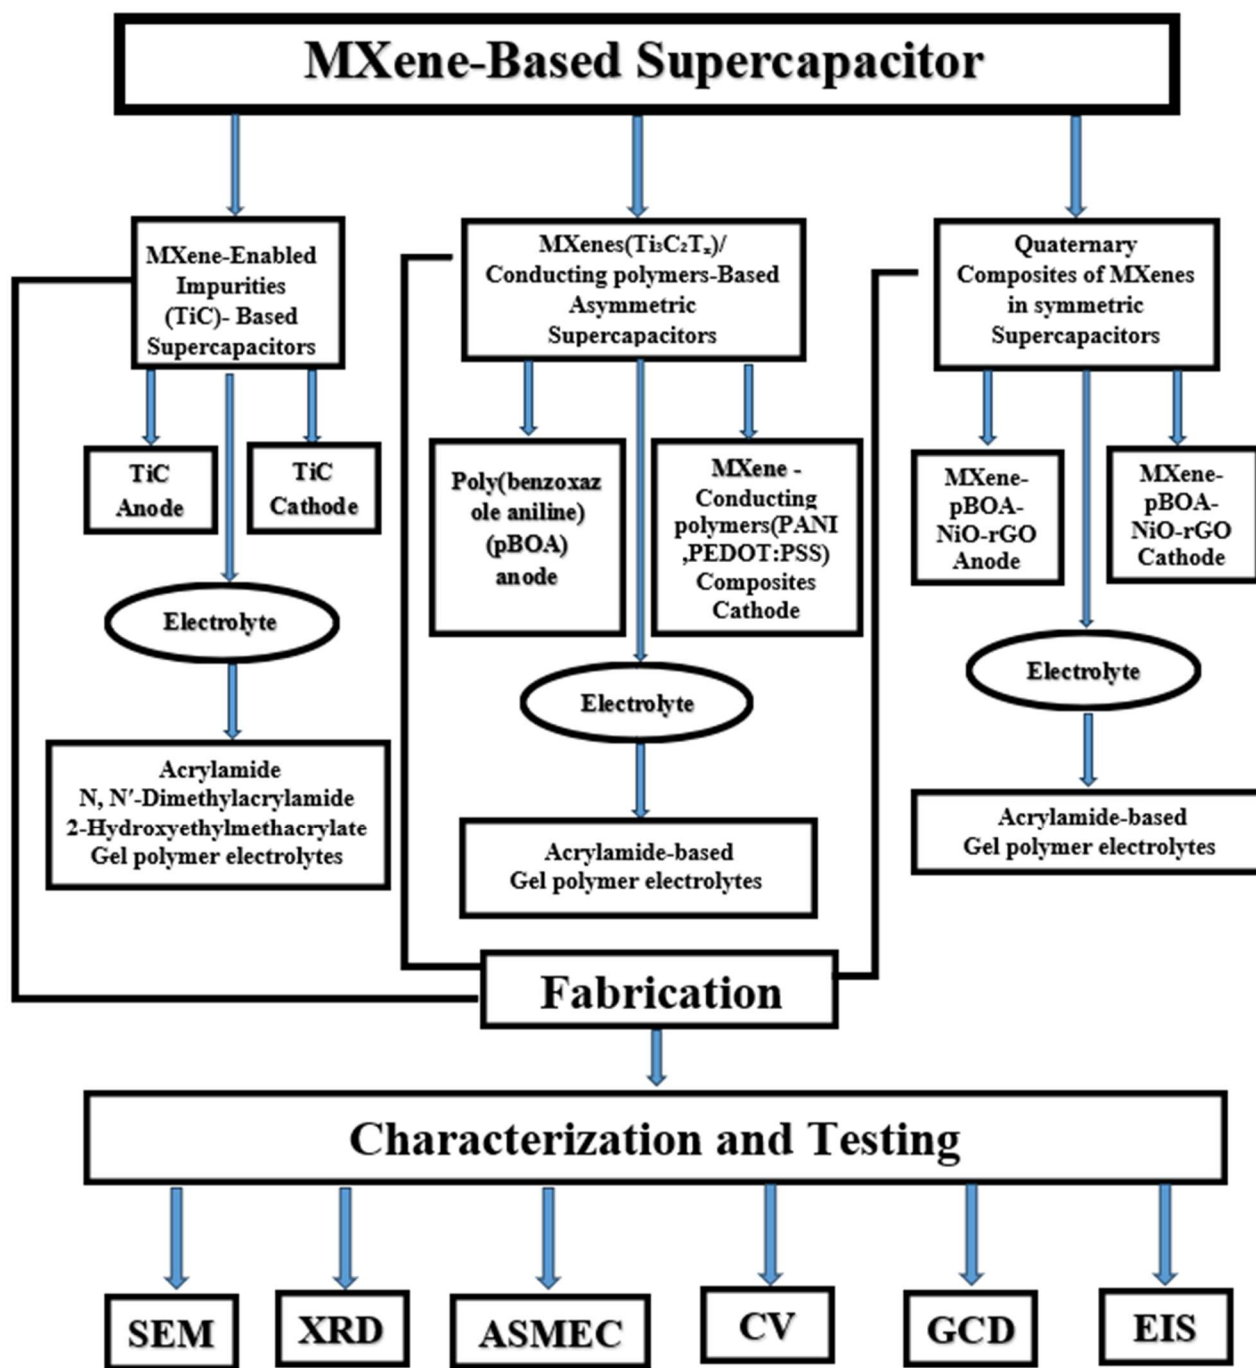 MXene-Based Supercapacitor
MXene-Enabled
Impurities
(TiC)- Based
Supercapacitors
MXenes(Ti₃C₂Tₓ)/
Conducting polymers-Based
Asymmetric
Supercapacitors
Quaternary
Composites of MXenes
in symmetric
Supercapacitors
TiC
Anode
TiC
Cathode
Poly(benzoxaz
ole aniline)
(pBOA)
anode
MXene -
Conducting
polymers(PANI
,PEDOT:PSS)
Composites
Cathode
MXene-
pBOA-
NiO-rGO
Anode
MXene-
pBOA-
NiO-rGO
Cathode
Electrolyte
Electrolyte
Electrolyte
Acrylamide
N, N′-Dimethylacrylamide
2-Hydroxyethylmethacrylate
Gel polymer electrolytes
Acrylamide-based
Gel polymer electrolytes
Acrylamide-based
Gel polymer electrolytes
Fabrication
Characterization and Testing
SEM
XRD
ASMEC
CV
GCD
EIS